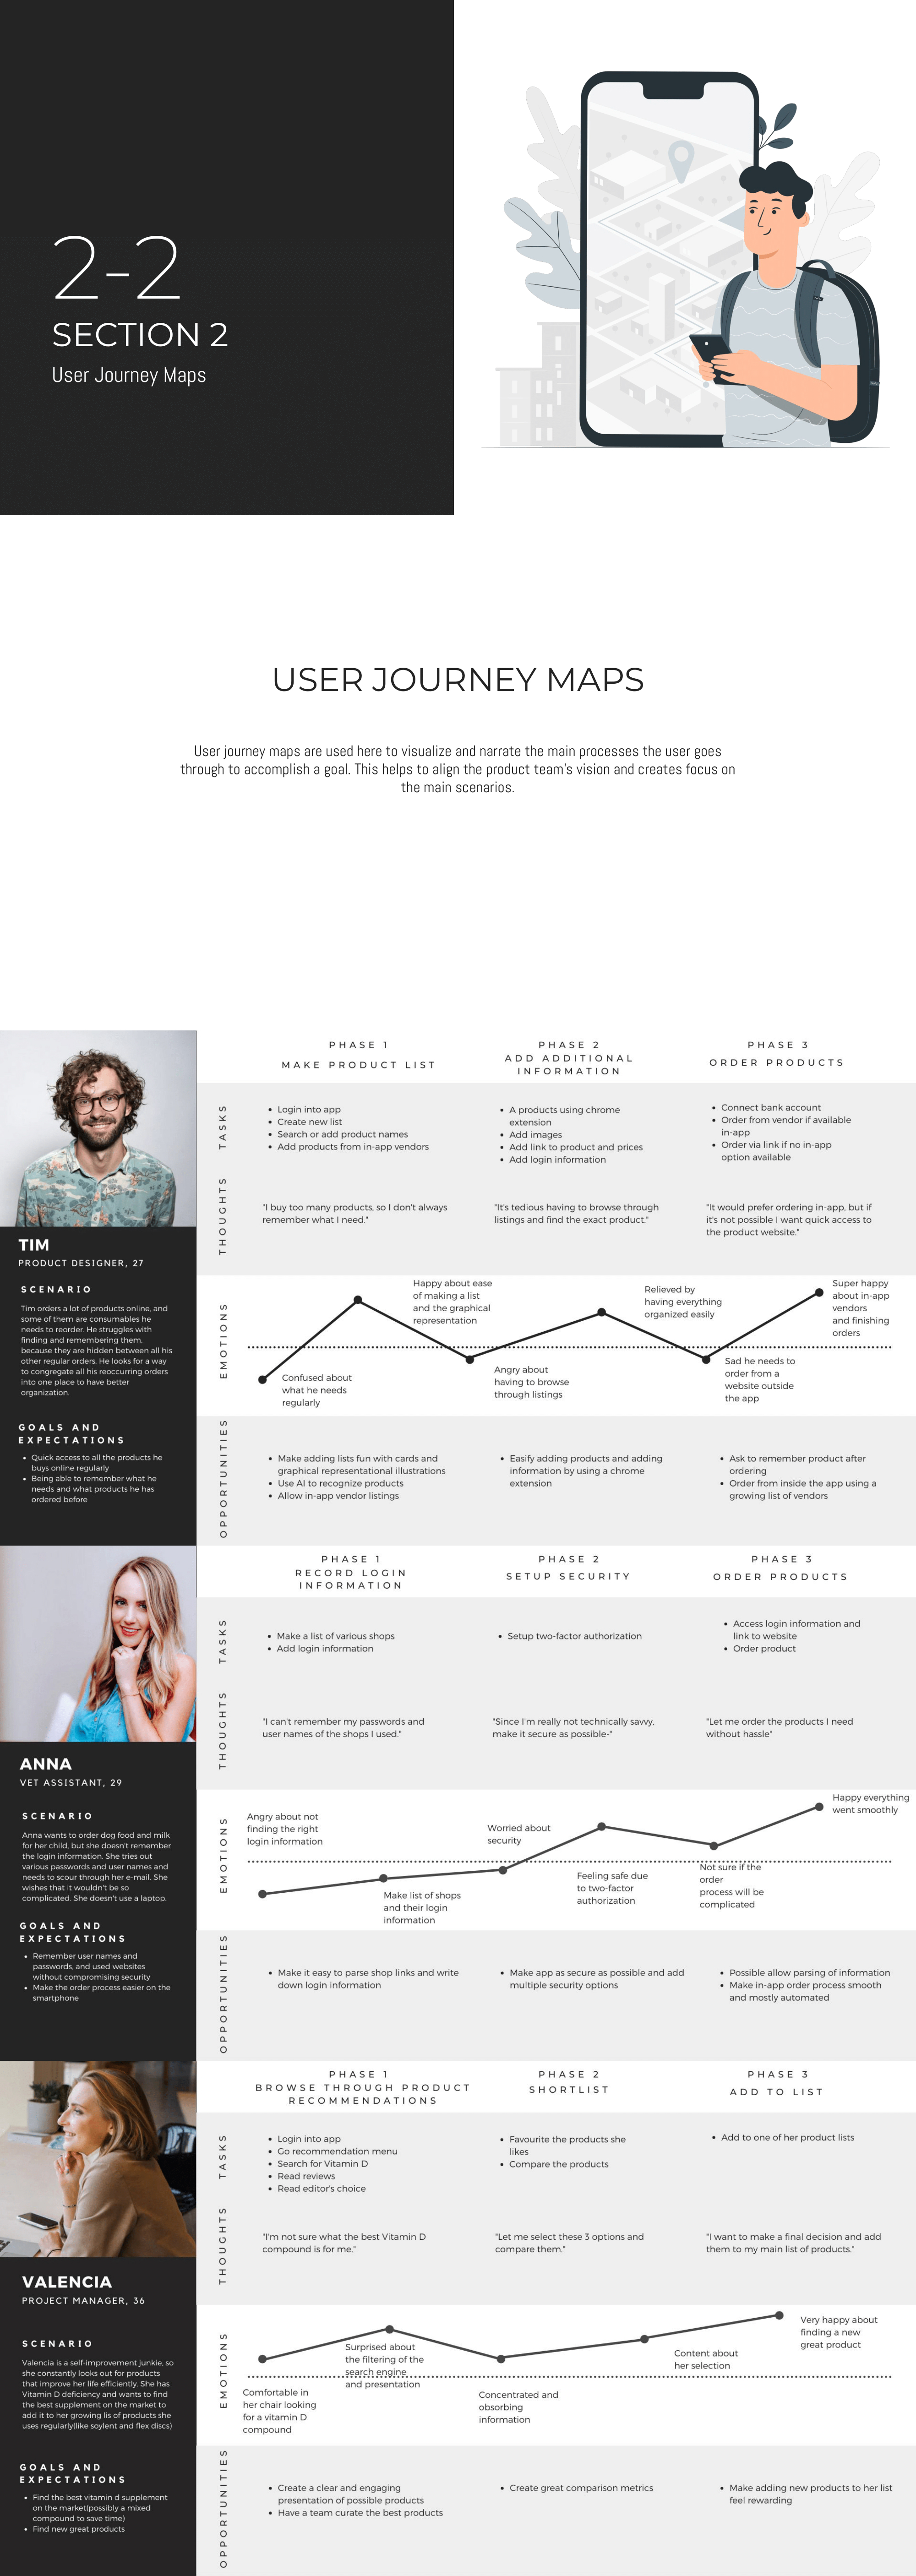 2-2
SECTION 2
User Journey Maps
USER JOURNEY MAPS
User journey maps are used here to visualize and narrate the main processes the user goes
through to accomplish a goal. This helps to align the product team's vision and creates focus on
the main scenarios.
TIM
PRODUCT DESIGNER, 27
SCENARIO
Tim orders a lot of products online, and
some of them are consumables he
needs to reorder. He struggles with
finding and remembering them,
because they are hidden between all his
other regular orders. He looks for a way
to congregate all his reoccurring orders
into one place to have better
organization.
GOALS AND
EXPECTATIONS
• Quick access to all the products he
buys online regularly
• Being able to remember what he
needs and what products he has
ordered before
PHASE 1
MAKE PRODUCT LIST
PHASE 2
ADD ADDITIONAL
INFORMATION
PHASE 3
ORDER PRODUCTS
TASKS
• Login into app
• Create new list
• Search or add product names
• Add products from in-app vendors
• A products using chrome
extension
• Add images
• Add link to product and prices
• Add login information
• Connect bank account
• Order from vendor if available
in-app
• Order via link if no in-app
option available
THOUGHTS
"I buy too many products, so I don't always
remember what I need."
"It's tedious having to browse through
listings and find the exact product."
"It would prefer ordering in-app, but if
it's not possible I want quick access to
the product website."
EMOTIONS
Confused about
what he needs
regularly
Happy about ease
of making a list
and the graphical
representation
Angry about
having to browse
through listings
Relieved by
having everything
organized easily
Sad he needs to
order from a
website outside
the app
Super happy
about in-app
vendors
and finishing
orders
OPPORTUNITIES
• Make adding lists fun with cards and
graphical representational illustrations
• Use AI to recognize products
• Allow in-app vendor listings
• Easify adding products and adding
information by using a chrome
extension
• Ask to remember product after
ordering
• Order from inside the app using a
growing list of vendors
ANNA
VET ASSISTANT, 29
SCENARIO
Anna wants to order dog food and milk
for her child, but she doesn't remember
the login information. She tries out
various passwords and user names and
needs to scour through her e-mail. She
wishes that it wouldn't be so
complicated. She doesn't use a laptop.
GOALS AND
EXPECTATIONS
• Remember user names and
passwords, and used websites
without compromising security
• Make the order process easier on the
smartphone
PHASE 1
RECORD LOGIN
INFORMATION
PHASE 2
SETUP SECURITY
PHASE 3
ORDER PRODUCTS
TASKS
• Make a list of various shops
• Add login information
• Setup two-factor authorization
• Access login information and
link to website
• Order product
THOUGHTS
"I can't remember my passwords and
user names of the shops I used."
"Since I'm really not technically savvy,
make it secure as possible-"
"Let me order the products I need
without hassle"
EMOTIONS
Angry about not
finding the right
login information
Make list of shops
and their login
information
Worried about
security
Feeling safe due
to two-factor
authorization
Not sure if the
order
process will be
complicated
Happy everything
went smoothly
OPPORTUNITIES
• Make it easy to parse shop links and write
down login information
• Make app as secure as possible and add
multiple security options
• Possible allow parsing of information
• Make in-app order process smooth
and mostly automated
VALENCIA
PROJECT MANAGER, 36
SCENARIO
Valencia is a self-improvement junkie, so
she constantly looks out for products
that improve her life efficiently. She has
Vitamin D deficiency and wants to find
the best supplement on the market to
add it to her growing lis of products she
uses regularly(like soylent and flex discs)
GOALS AND
EXPECTATIONS
• Find the best vitamin d supplement
on the market(possibly a mixed
compound to save time)
• Find new great products
PHASE 1
BROWSE THROUGH PRODUCT
RECOMMENDATIONS
PHASE 2
SHORTLIST
PHASE 3
ADD TO LIST
TASKS
• Login into app
• Go recommendation menu
• Search for Vitamin D
• Read reviews
• Read editor's choice
• Favourite the products she
likes
• Compare the products
• Add to one of her product lists
THOUGHTS
"I'm not sure what the best Vitamin D
compound is for me."
"Let me select these 3 options and
compare them."
"I want to make a final decision and add
them to my main list of products."
EMOTIONS
Comfortable in
her chair looking
for a vitamin D
compound
Surprised about
the filtering of the
search engine
and presentation
Concentrated and
obsorbing
information
Content about
her selection
Very happy about
finding a new
great product
OPPORTUNITIES
• Create a clear and engaging
presentation of possible products
• Have a team curate the best products
• Create great comparison metrics
• Make adding new products to her list
feel rewarding